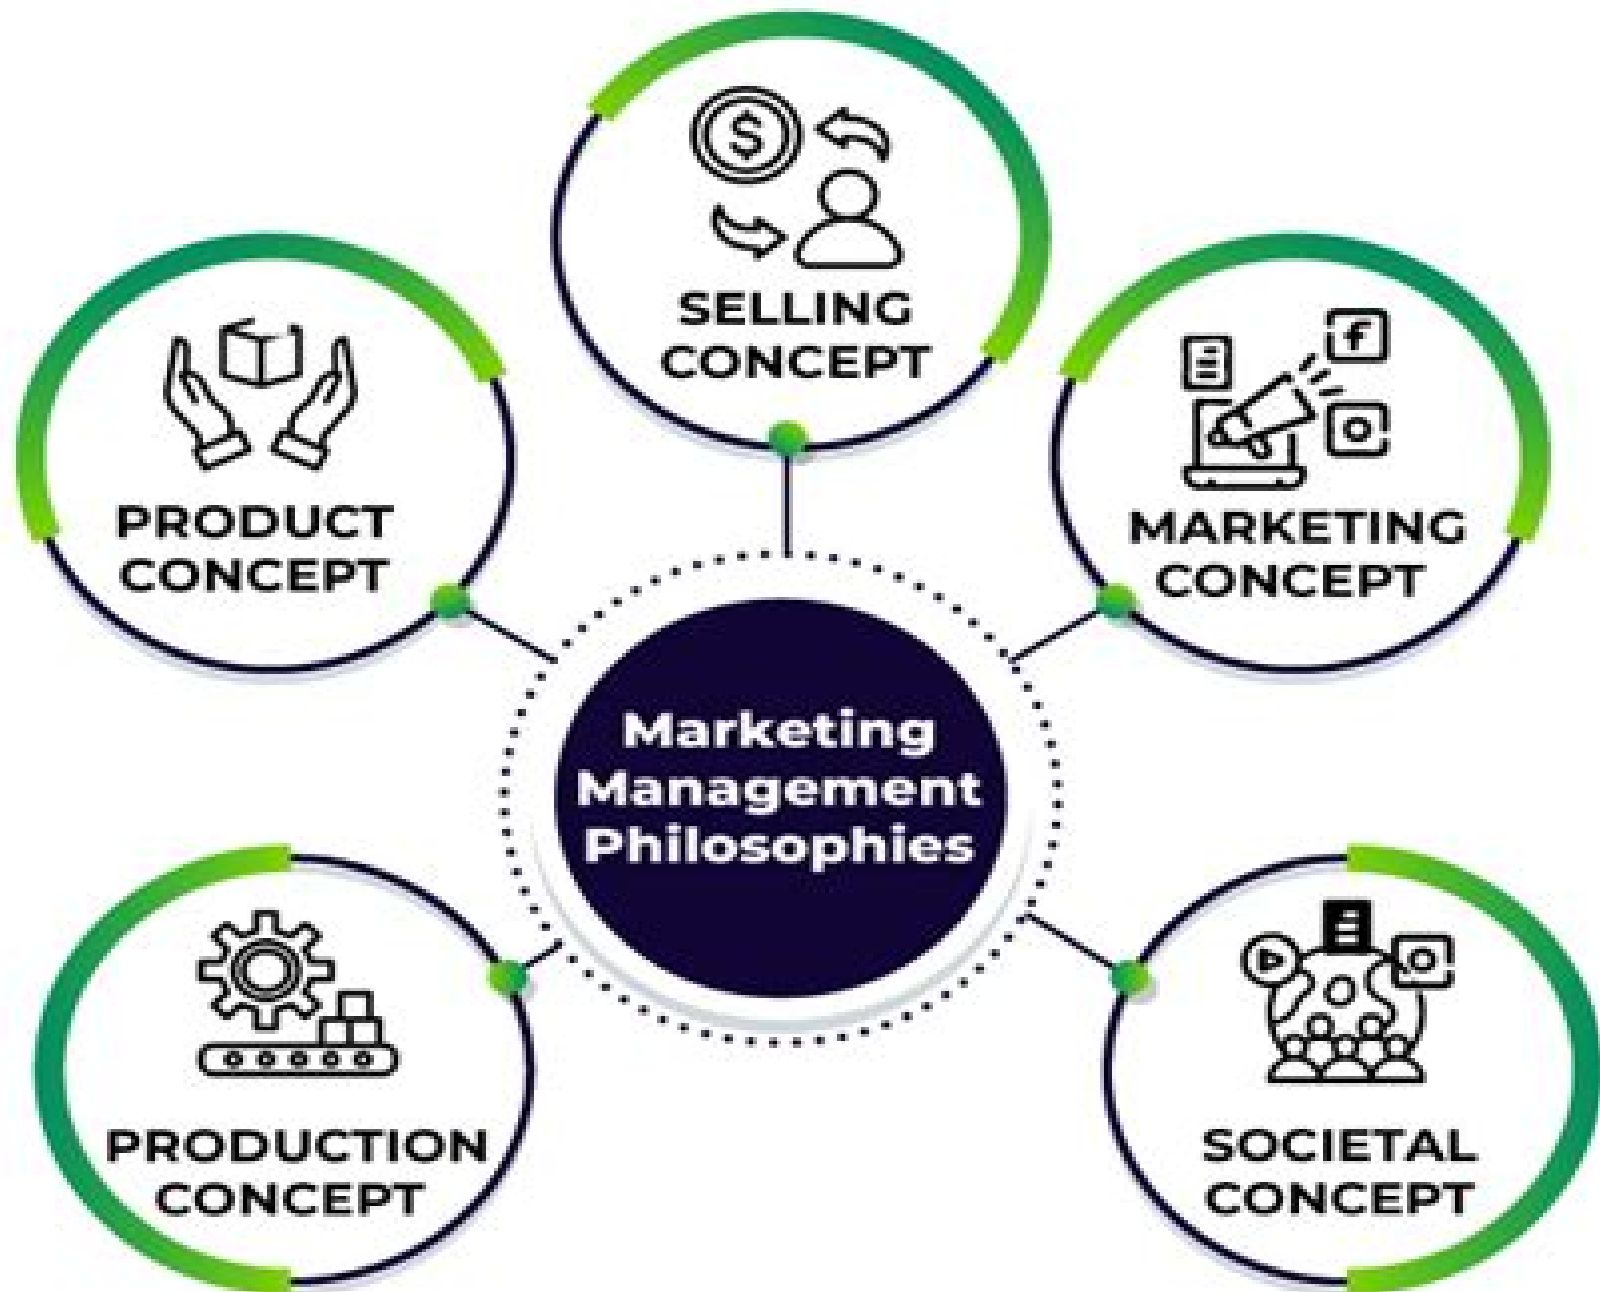 SELLING
CONCEPT
PRODUCT
CONCEPT
MARKETING
CONCEPT
Marketing
Management
Philosophies
PRODUCTION
CONCEPT
SOCIETAL
CONCEPT